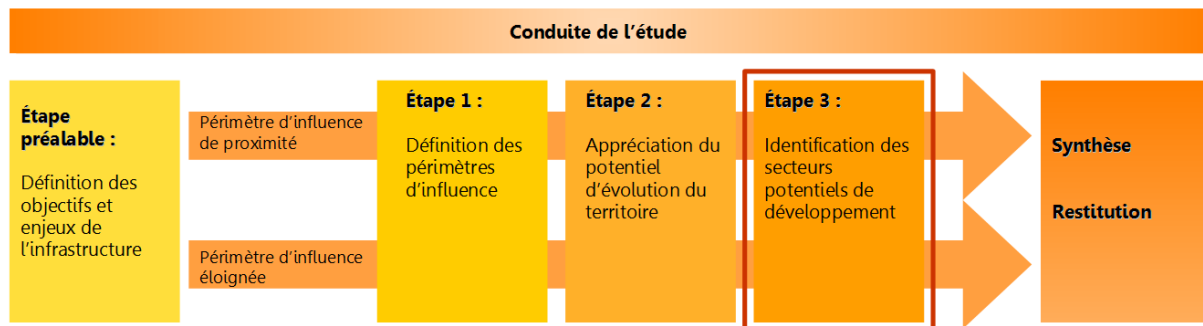 Conduite de l’étude
Étape
préalable :
Définition des
objectifs et
enjeux de
l’infrastructure
Périmètre d’influence
de proximité
Périmètre d’influence
éloignée
Étape 1 :
Définition des
périmètres
d’influence
Étape 2 :
Appréciation du
potentiel
d’évolution du
territoire
Étape 3 :
Identification des
secteurs
potentiels de
développement
Synthèse
Restitution